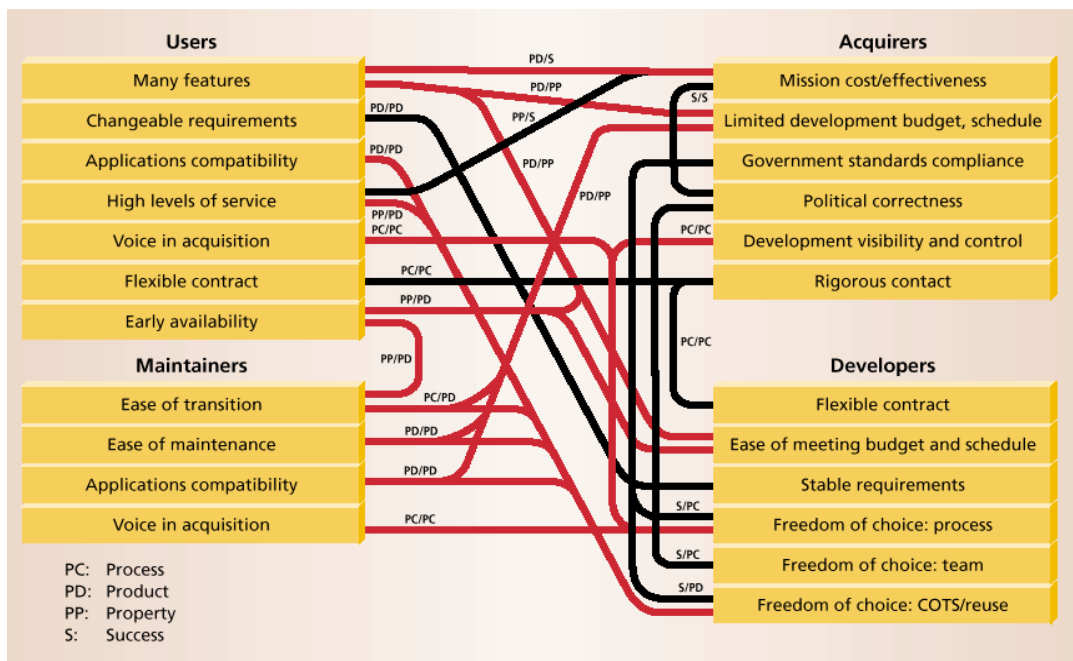 Users
Many features
Changeable requirements
Applications compatibility
High levels of service
Voice in acquisition
Flexible contract
Early availability
Maintainers
Ease of transition
Ease of maintenance
Applications compatibility
Voice in acquisition
PC: Process
PD: Product
PP: Property
S: Success
PD/S
PD/PP
PD/PD
PP/S
PD/PD
PD/PP
PD/PP
PP/PD
PC/PC
PC/PC
PP/PD
PP/PD
PC/PD
PD/PD
PD/PD
PC/PC
S/S
PC/PC
PC/PC
S/PC
S/PC
S/PD
Acquirers
Mission cost/effectiveness
Limited development budget, schedule
Government standards compliance
Political correctness
Development visibility and control
Rigorous contact
Developers
Flexible contract
Ease of meeting budget and schedule
Stable requirements
Freedom of choice: process
Freedom of choice: team
Freedom of choice: COTS/reuse